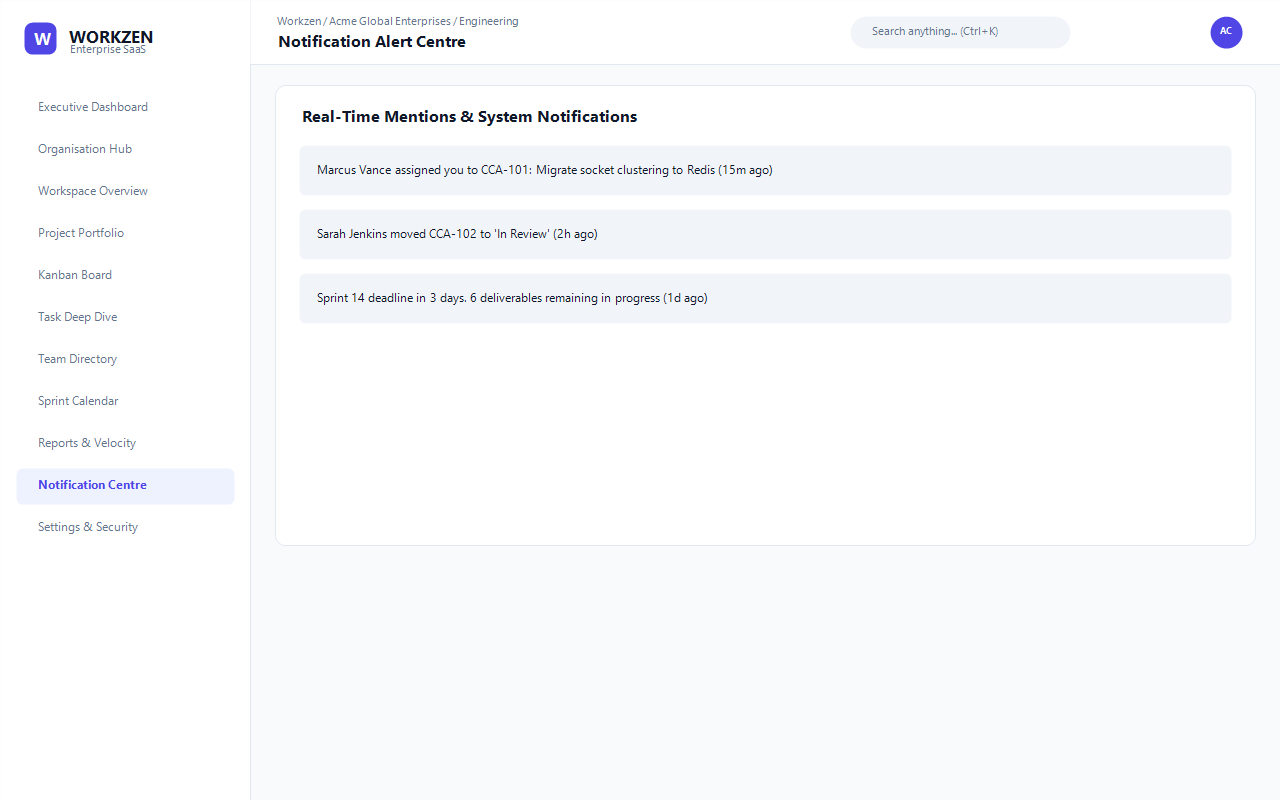 W
WORKZEN
Enterprise SaaS
Executive Dashboard
Organisation Hub
Workspace Overview
Project Portfolio
Kanban Board
Task Deep Dive
Team Directory
Sprint Calendar
Reports & Velocity
Notification Centre
Settings & Security
Workzen / Acme Global Enterprises / Engineering
Notification Alert Centre
Search anything... (Ctrl+K)
AC
Real-Time Mentions & System Notifications
Marcus Vance assigned you to CCA-101: Migrate socket clustering to Redis (15m ago)
Sarah Jenkins moved CCA-102 to 'In Review' (2h ago)
Sprint 14 deadline in 3 days. 6 deliverables remaining in progress (1d ago)